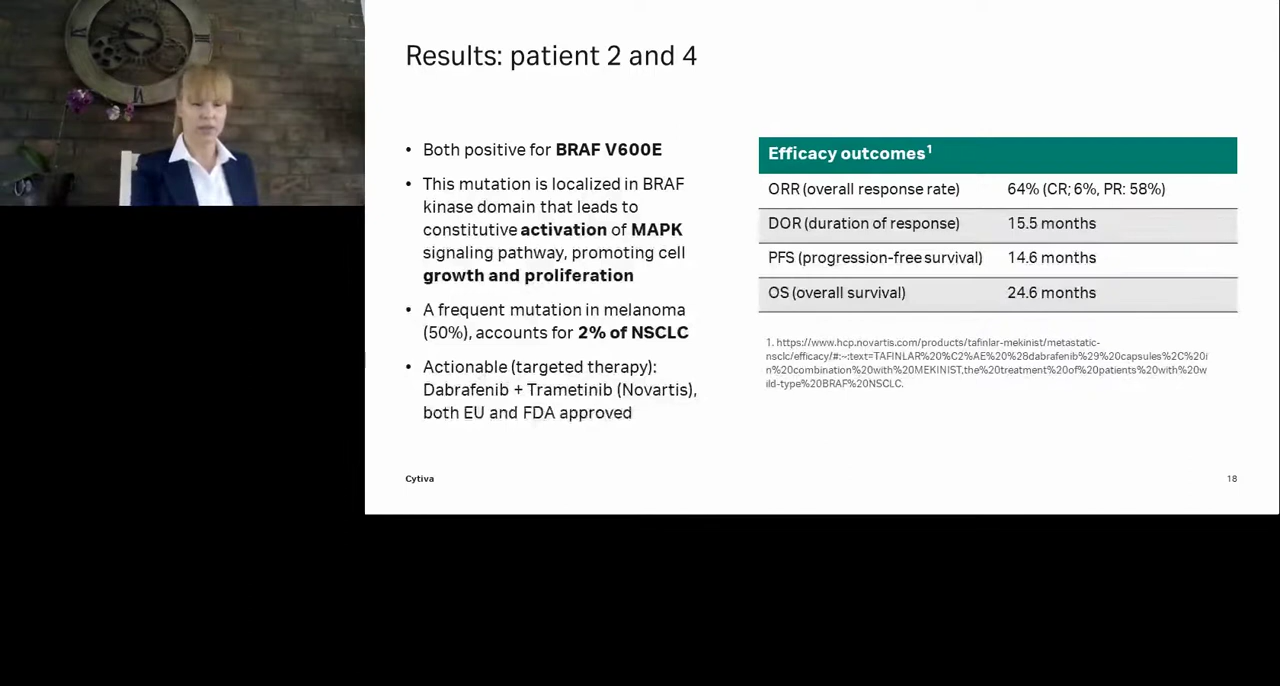 Results: patient 2 and 4
• Both positive for BRAF V600E
• This mutation is localized in BRAF
kinase domain that leads to
constitutive activation of MAPK
signaling pathway, promoting cell
growth and proliferation
• A frequent mutation in melanoma
(50%), accounts for 2% of NSCLC
• Actionable (targeted therapy):
Dabrafenib + Trametinib (Novartis),
both EU and FDA approved
Efficacy outcomes1
ORR (overall response rate) 64% (CR; 6%, PR: 58%)
DOR (duration of response) 15.5 months
PFS (progression-free survival) 14.6 months
OS (overall survival) 24.6 months
1. https://www.hcp.novartis.com/products/tafinlar-mekinist/metastatic-
nsclc/efficacy/#:~:text=TAFINLAR%20%C2%AE%20%28dabrafenib%29%20capsules%2C%20i
n%20combination%20with%20MEKINIST,the%20treatment%20of%20patients%20with%20w
ild-type%20BRAF%20NSCLC.
Cytiva
18